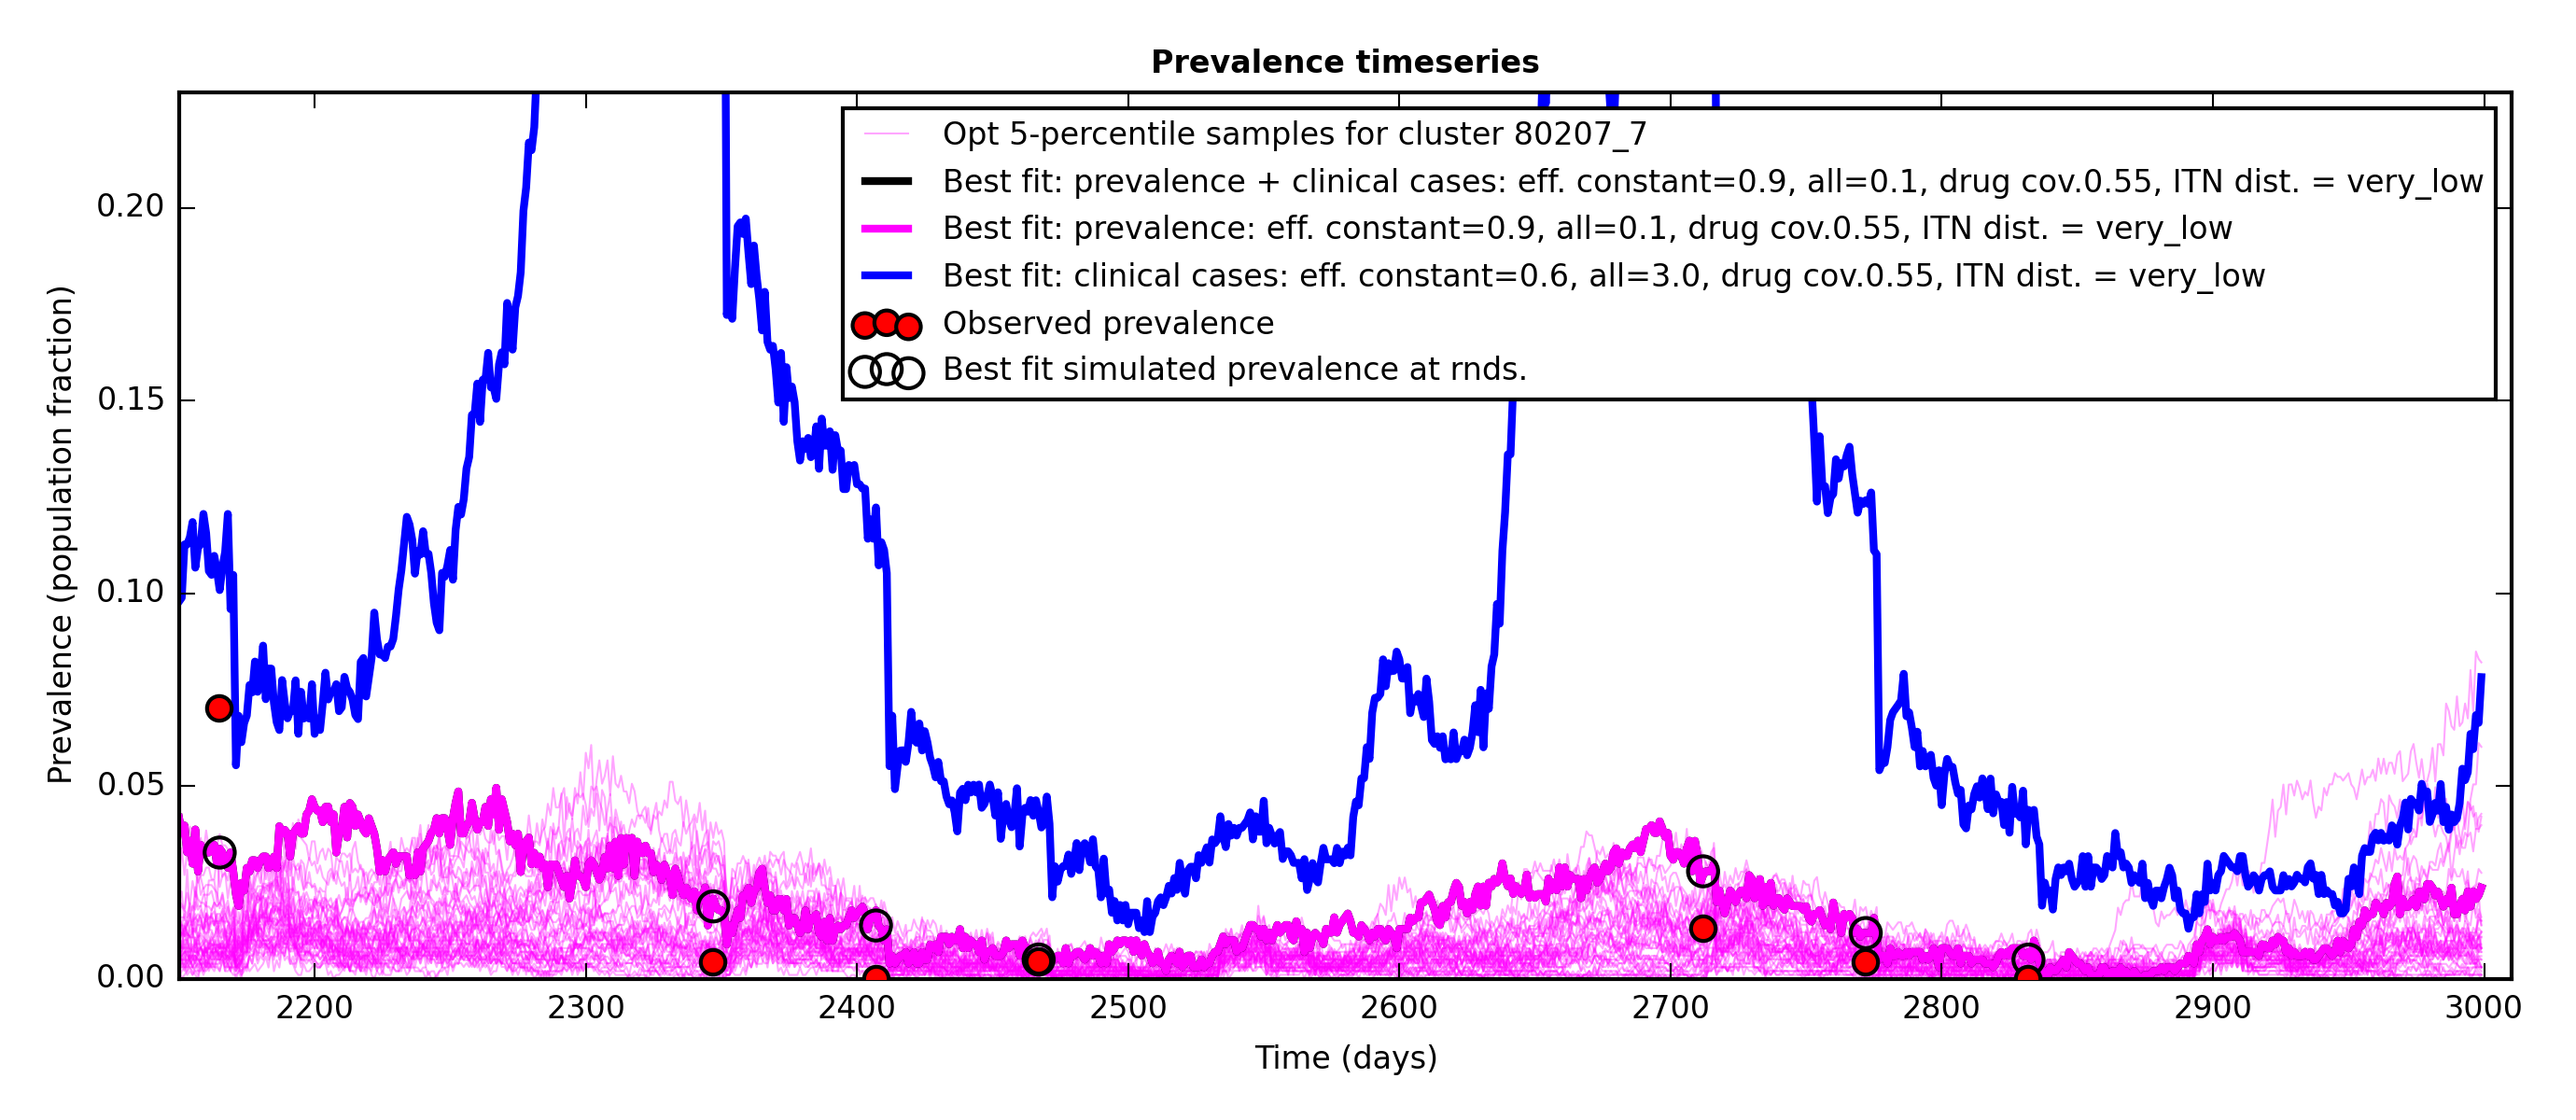 Prevalence timeseries
Opt 5-percentile samples for cluster 80207_7
Best fit: prevalence + clinical cases: eff. constant=0.9, all=0.1, drug cov.0.55, ITN dist. = very_low
Best fit: prevalence: eff. constant=0.9, all=0.1, drug cov.0.55, ITN dist. = very_low
Best fit: clinical cases: eff. constant=0.6, all=3.0, drug cov.0.55, ITN dist. = very_low
Observed prevalence
Best fit simulated prevalence at rnds.
Prevalence (population fraction)
0.20
0.15
0.10
0.05
0.00
2200 2300 2400 2500 2600 2700 2800 2900 3000
Time (days)